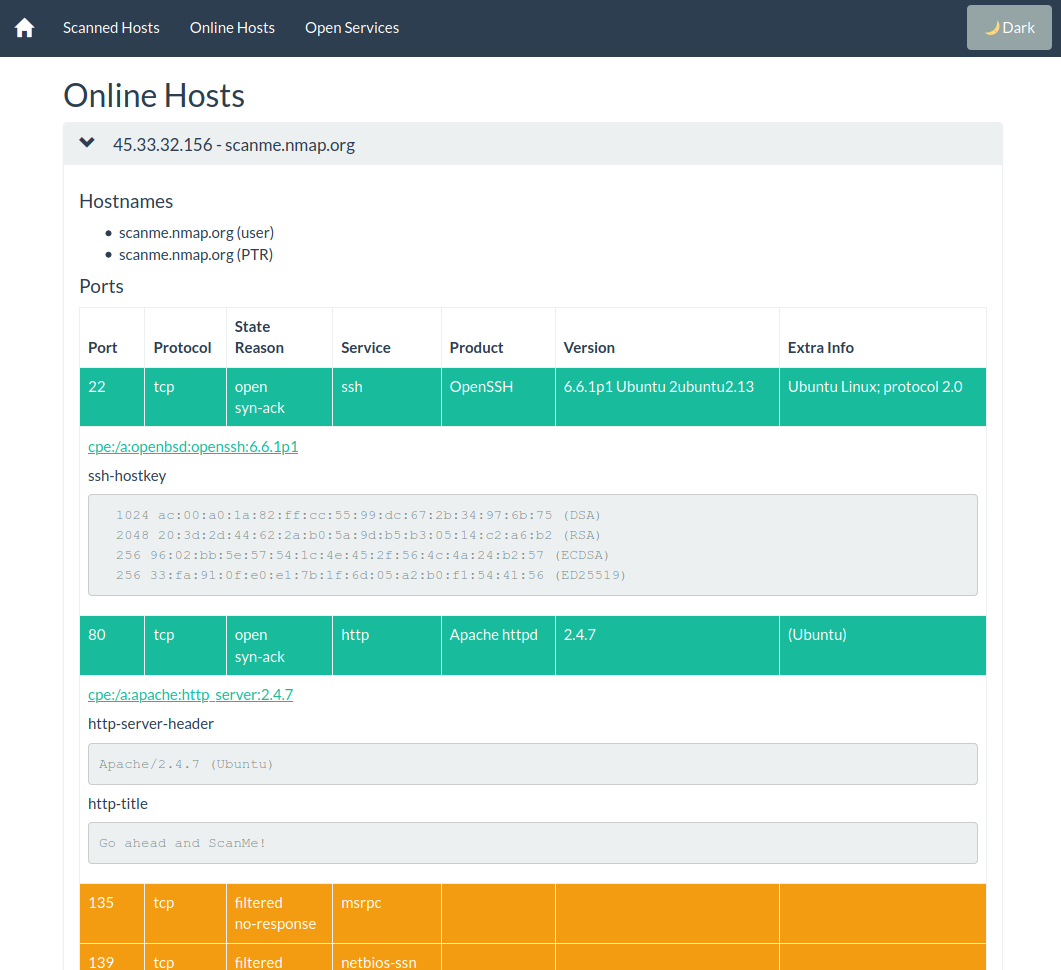 Scanned Hosts Online Hosts Open Services 🌙Dark
Online Hosts
45.33.32.156 - scanme.nmap.org
Hostnames
scanme.nmap.org (user)
scanme.nmap.org (PTR)
Ports
Port Protocol State Reason Service Product Version Extra Info
22 tcp open syn-ack ssh OpenSSH 6.6.1p1 Ubuntu 2ubuntu2.13 Ubuntu Linux; protocol 2.0
cpe:/a:openbsd:openssh:6.6.1p1
ssh-hostkey
1024 ac:00:a0:1a:82:ff:cc:55:99:dc:67:2b:34:97:6b:75 (DSA)
2048 20:3d:2d:44:62:2a:b0:5a:9d:b5:b3:05:14:c2:a6:b2 (RSA)
256 96:02:bb:5e:57:54:1c:4e:45:2f:56:4c:4a:24:b2:57 (ECDSA)
256 33:fa:91:0f:e0:e1:7b:1f:6d:05:a2:b0:f1:54:41:56 (ED25519)
80 tcp open syn-ack http Apache httpd 2.4.7 (Ubuntu)
cpe:/a:apache:http_server:2.4.7
http-server-header
Apache/2.4.7 (Ubuntu)
http-title
Go ahead and ScanMe!
135 tcp filtered no-response msrpc
139 tcp filtered netbios-ssn